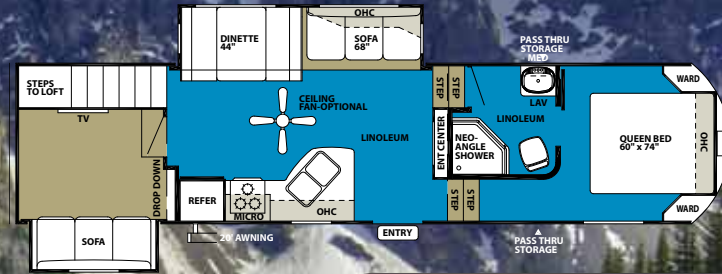 OHC
DINETTE
44"
SOFA
68"
PASS THRU
STORAGE
MED
STEPS
TO LOFT
TV
CEILING
FAN-OPTIONAL
LINOLEUM
STEP
STEP
LAV
LINOLEUM
WARD
ENT CENTER
NEO-
ANGLE
SHOWER
QUEEN BED
60" x 74"
OHC
DROP DOWN
REFER
MICRO
OHC
STEP
STEP
WARD
SOFA
20' AWNING
ENTRY
PASS THRU
STORAGE